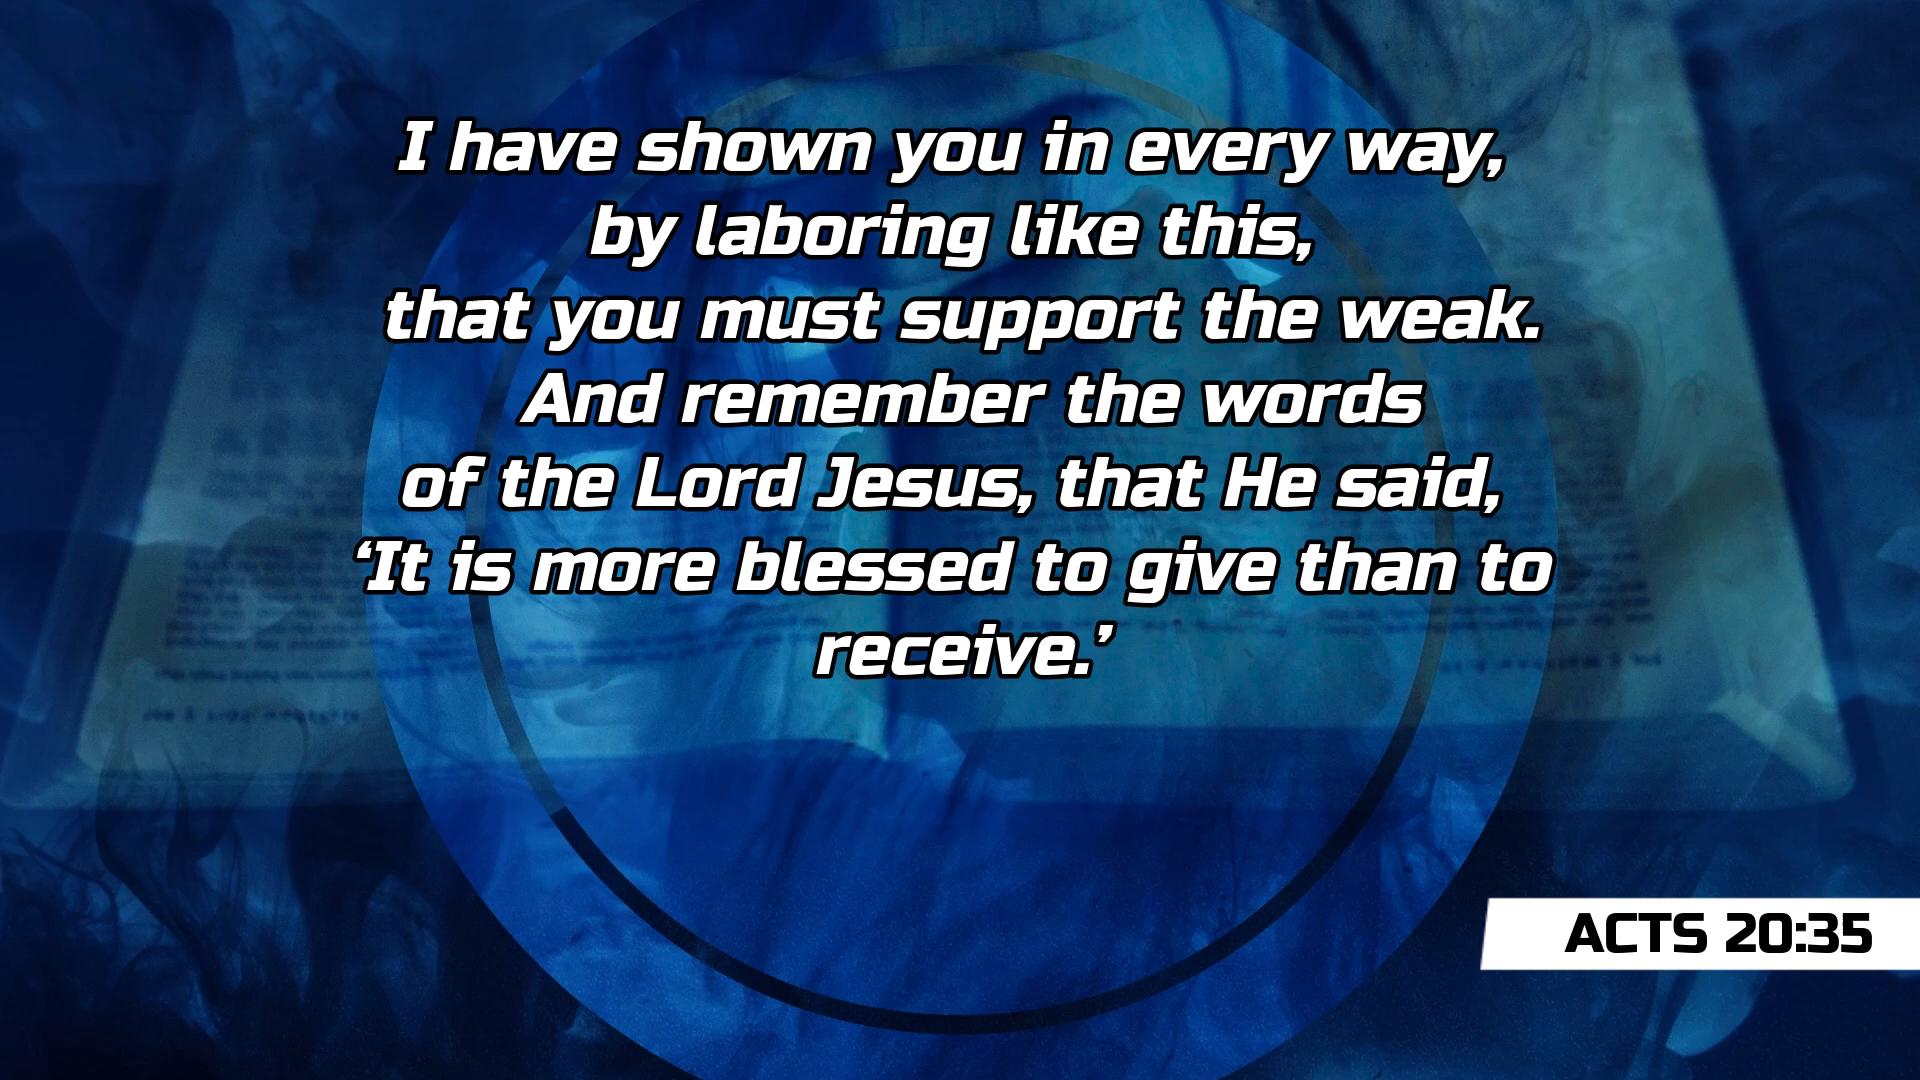 I have shown you in every way,
by laboring like this,
that you must support the weak.
And remember the words
of the Lord Jesus, that He said,
‘It is more blessed to give than to
receive.’
ACTS 20:35